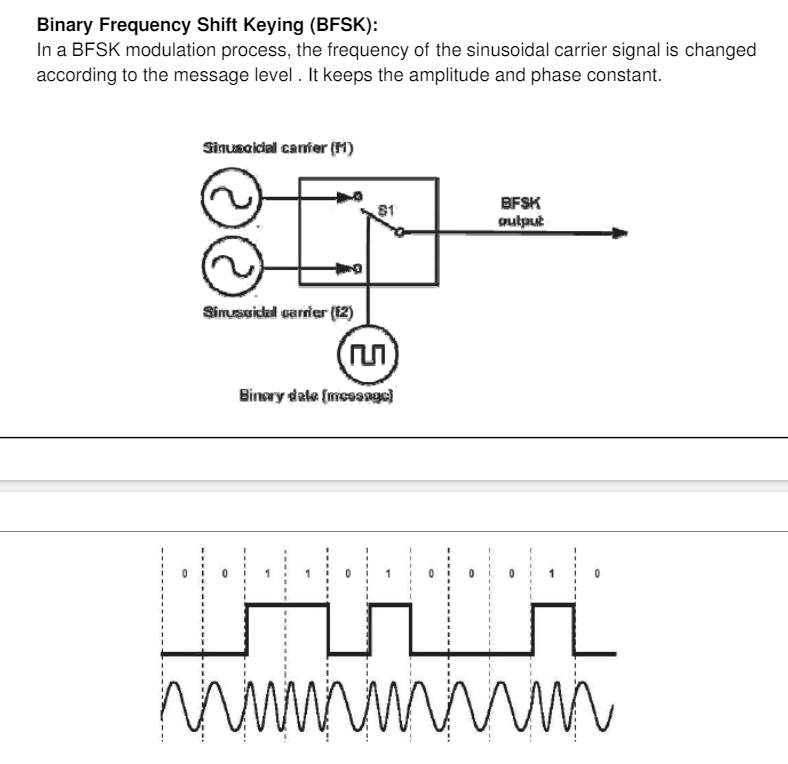 Binary Frequency Shift Keying (BFSK):
In a BFSK modulation process, the frequency of the sinusoidal carrier signal is changed
according to the message level . It keeps the amplitude and phase constant.
Sinusoidal carrier (f1)
S1
BFSK
output
Sinusoidal carrier (f2)
Binary data (message)
0 0 1 1 0 1 0 0 0 1 0